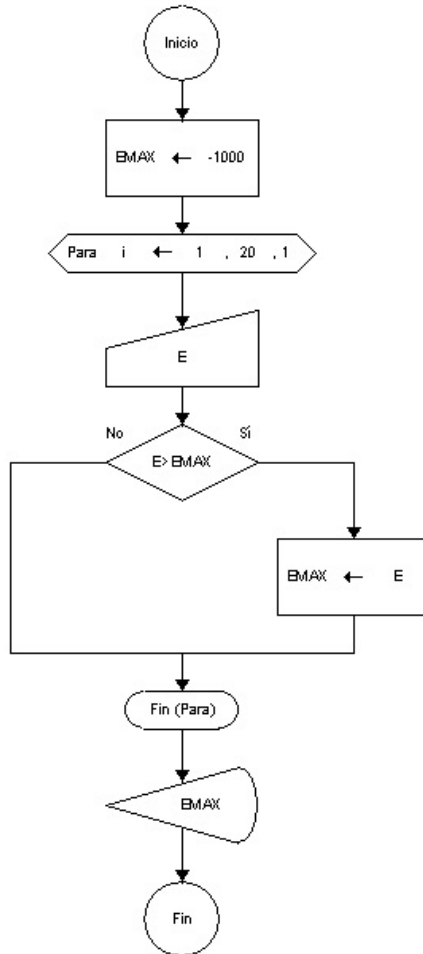 Inicio
EMAX ← -1000
Para i ← 1 , 20 , 1
E
No Sí
E>EMAX
EMAX ← E
Fin (Para)
EMAX
Fin